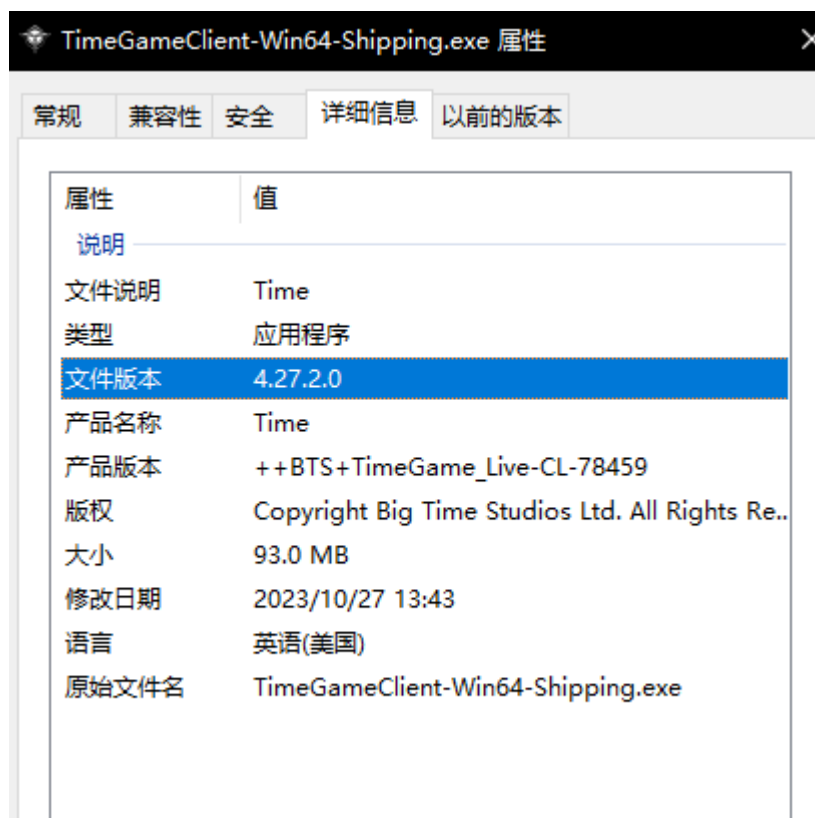 TimeGameClient-Win64-Shipping.exe 属性
常规 兼容性 安全 详细信息 以前的版本
属性 值
说明
文件说明 Time
类型 应用程序
文件版本 4.27.2.0
产品名称 Time
产品版本 ++BTS+TimeGame_Live-CL-78459
版权 Copyright Big Time Studios Ltd. All Rights Re..
大小 93.0 MB
修改日期 2023/10/27 13:43
语言 英语(美国)
原始文件名 TimeGameClient-Win64-Shipping.exe